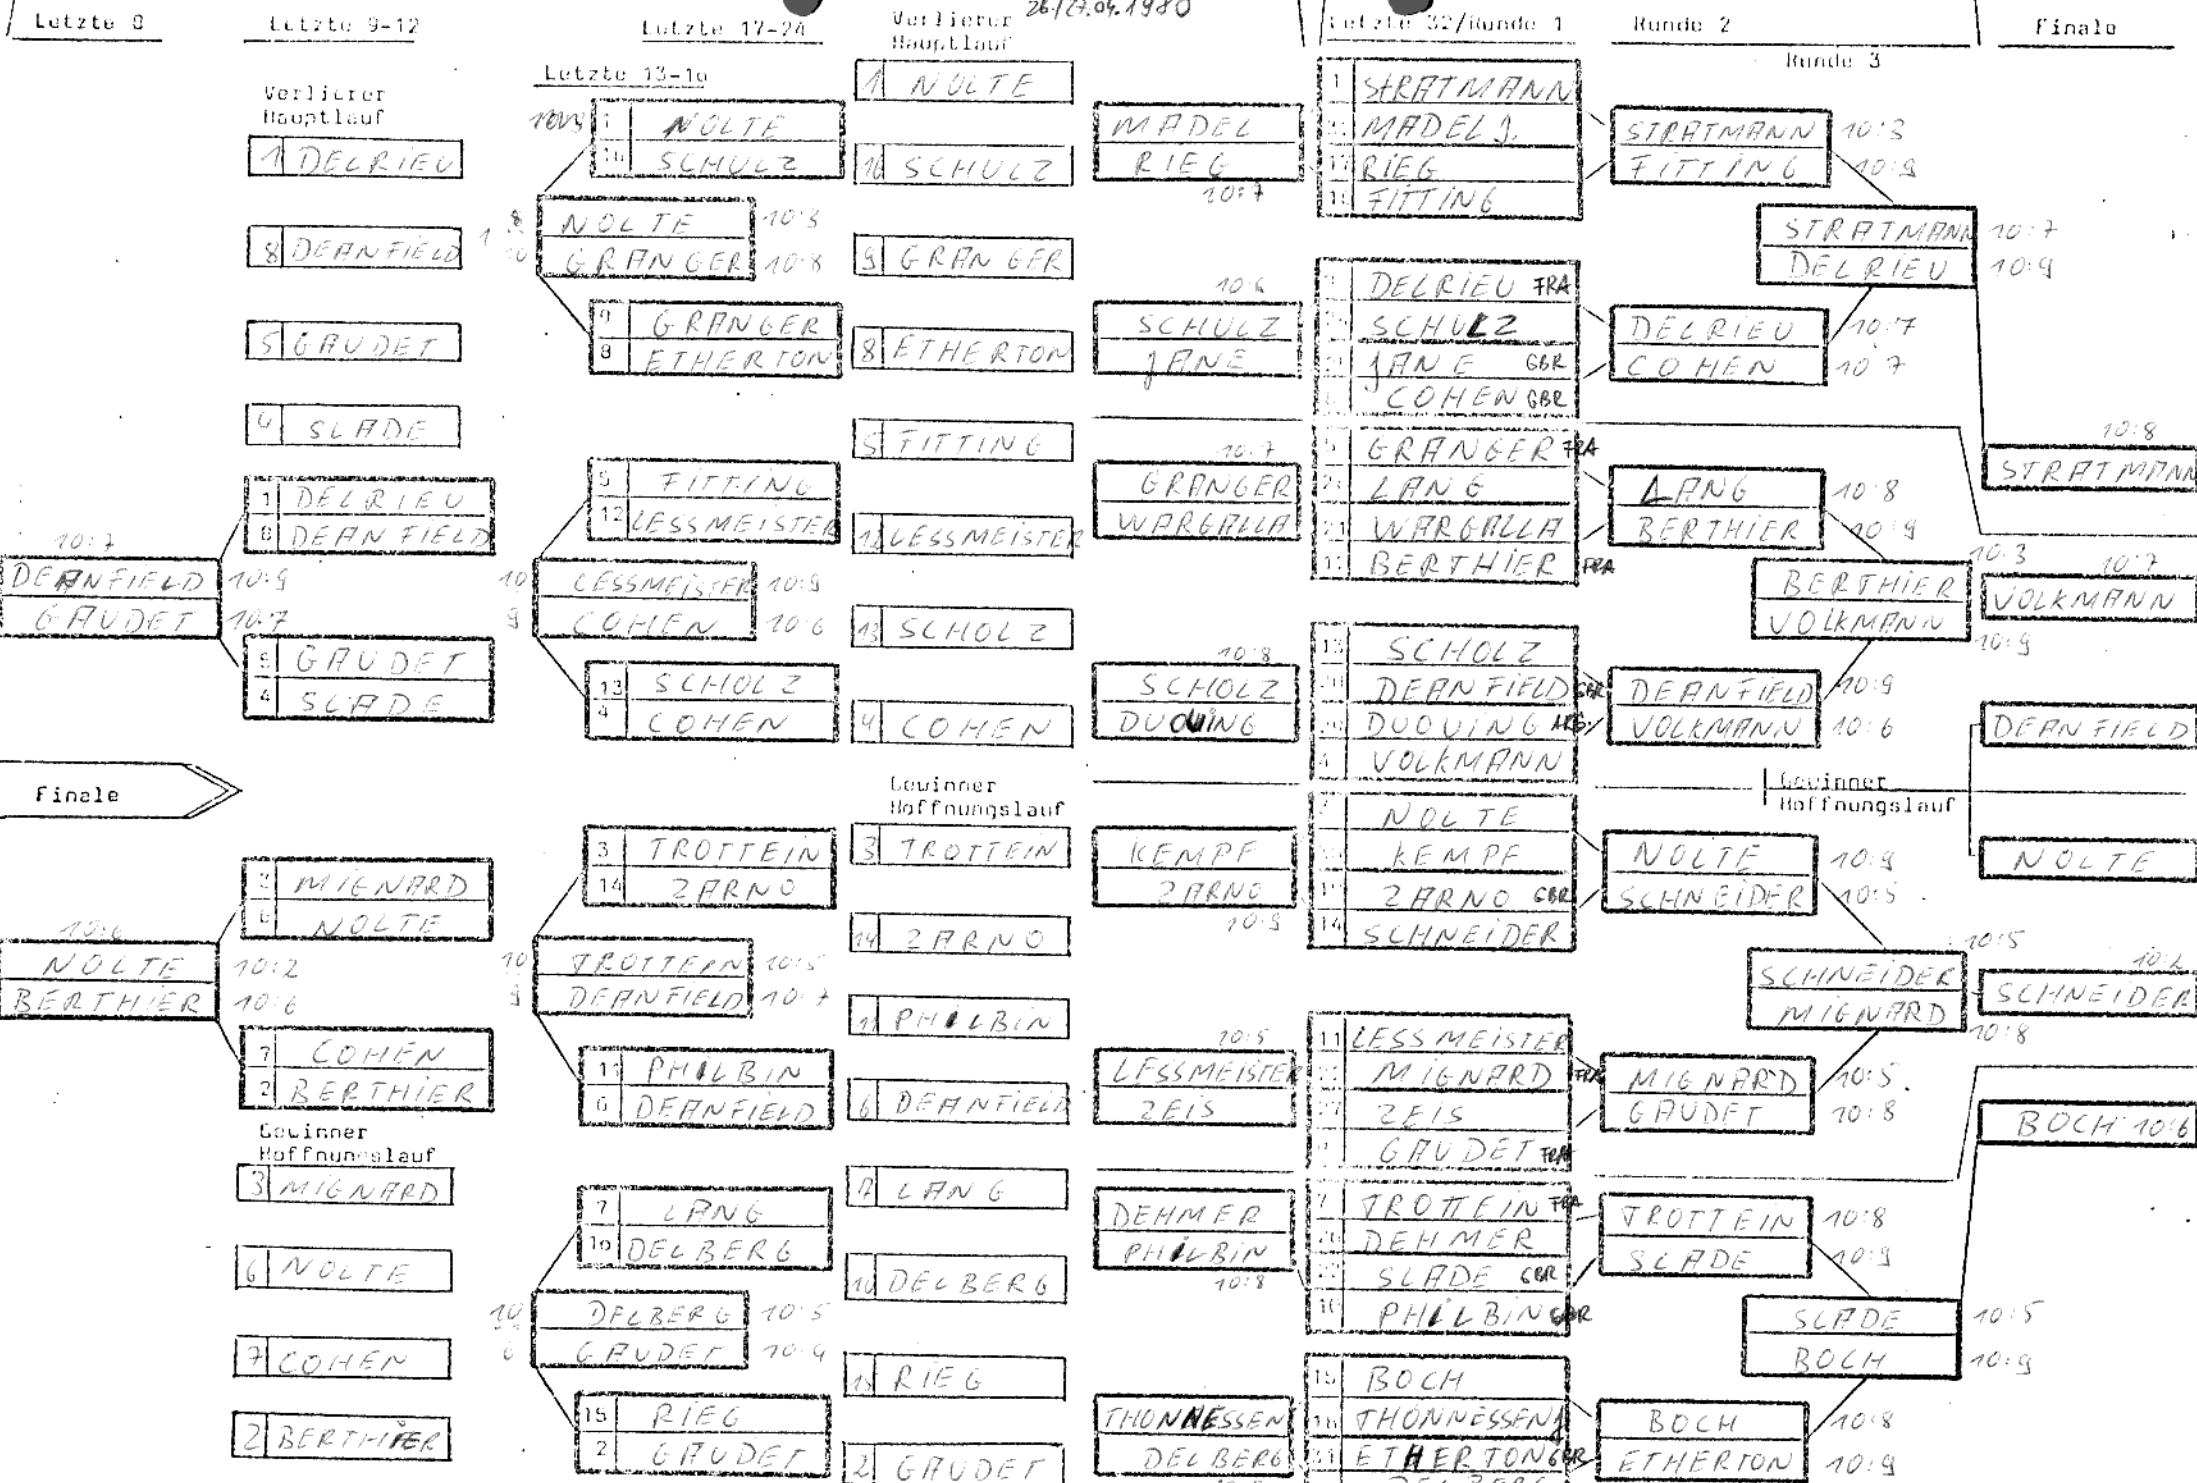 Letzte 8
Letzte 9-12
Letzte 17-24
Verlierer
Hauptlauf
26./27.04.1980
Letzte 32/Runde 1
Runde 2
Finale
Runde 3
Letzte 13-16
Verlierer
Hauptlauf
1 DELRIEU
8 DEANFIELD
5 GAUDET
4 SLADE
1 DELRIEU
8 DEANFIELD
10:7
DEANFIELD 10:9
GAUDET 10:7
5 GAUDET
4 SLADE
Finale
3 MIGNARD
6 NOLTE
NOLTE 10:2
BERTHIER 10:6
7 COHEN
2 BERTHIER
Gewinner
Hoffnungslauf
3 MIGNARD
6 NOLTE
7 COHEN
2 BERTHIER
1 NOLTE
16 SCHULZ
NOLTE 10:3
GRANGER 10:8
9 GRANGER
8 ETHERTON
5 FITTING
12 LESSMEISTER
10 LESSMEISTER 10:9
9 COHEN 10:6
13 SCHOLZ
4 COHEN
3 TROTTEIN
14 ZARNO
10 TROTTEIN 10:5
9 DEANFIELD 10:7
11 PHILBIN
6 DEANFIELD
7 LANG
10 DELBERG
10 DELBERG 10:5
GAUDET 10:4
15 RIEG
2 GAUDET
1 NOLTE
16 SCHULZ
9 GRANGER
8 ETHERTON
5 FITTING
12 LESSMEISTER
13 SCHOLZ
4 COHEN
Gewinner
Hoffnungslauf
3 TROTTEIN
14 ZARNO
11 PHILBIN
6 DEANFIELD
7 LANG
10 DELBERG
15 RIEG
2 GAUDET
MADEL
RIEG
10:7
10:6
SCHULZ
JANE
10:7
GRANGER
WARGALLA
10:8
SCHOLZ
DUQUING
KEMPF
ZARNO
10:9
10:5
LESSMEISTER
ZEIS
DEHMER
PHILBIN
10:8
THONNESSEN
DELBERG
1 STRATMANN
MADEL J.
17 RIEG
FITTING
DELRIEU FRA
SCHULZ
JANE GBR
COHEN GBR
5 GRANGER FRA
LANG
21 WARGALLA
12 BERTHIER FRA
13 SCHOLZ
DEANFIELD GBR
DUQUING ARG.
4 VOLKMANN
NOLTE
KEMPF
ZARNO GBR
14 SCHNEIDER
11 LESSMEISTER
MIGNARD FRA
ZEIS
GAUDET FRA
7 TROTTEIN FRA
DEHMER
SLADE GBR
10 PHILBIN GBR
15 BOCH
18 THONNESSEN J
31 ETHERTON GBR
DELBERG
STRATMANN 10:3
FITTING 10:9
DELRIEU 10:7
COHEN 10:7
LANG 10:8
BERTHIER 10:9
DEANFIELD 10:9
VOLKMANN 10:6
NOLTE 10:9
SCHNEIDER 10:5
MIGNARD 10:5
GAUDET 10:8
TROTTEIN 10:8
SLADE 10:9
BOCH 10:8
ETHERTON 10:9
STRATMANN 10:7
DELRIEU 10:9
10:3
BERTHIER
VOLKMANN
10:9
Gewinner
Hoffnungslauf
10:5
SCHNEIDER
MIGNARD
10:8
SLADE 10:5
BOCH 10:9
10:8
STRATMANN
10:7
VOLKMANN
DEANFIELD
NOLTE
SCHNEIDER
BOCH 10:6